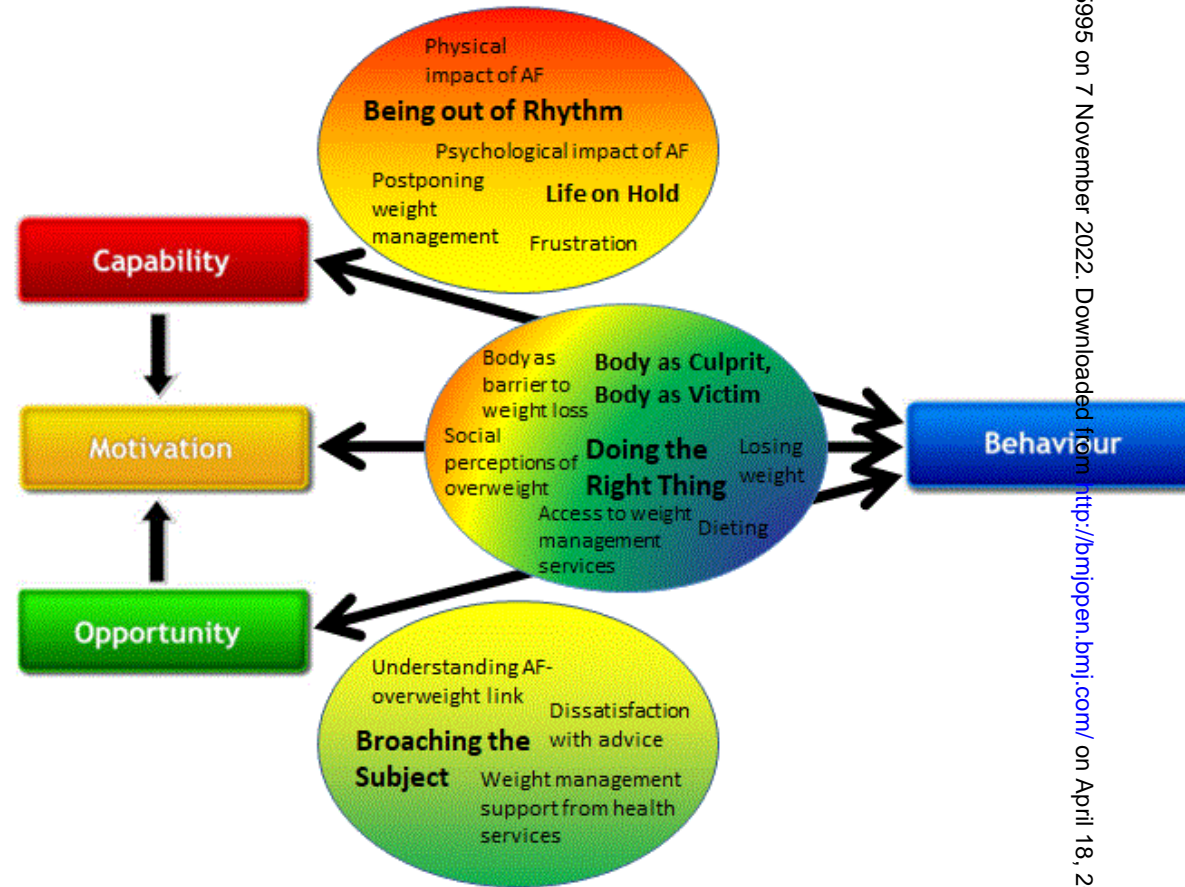 Physical
impact of AF
Being out of Rhythm
Psychological impact of AF
Postponing
weight
management
Life on Hold
Frustration
Capability
Body as
barrier to
weight loss
Body as Culprit,
Body as Victim
Motivation
Social
perceptions of
overweight
Doing the
Right Thing
Losing
weight
Access to weight
management
services
Dieting
Behaviour
Opportunity
Understanding AF-
overweight link
Dissatisfaction
with advice
Broaching the
Subject
Weight management
support from health
services
6995 on 7 November 2022. Downloaded from http://bmjopen.bmj.com/ on April 18, 2